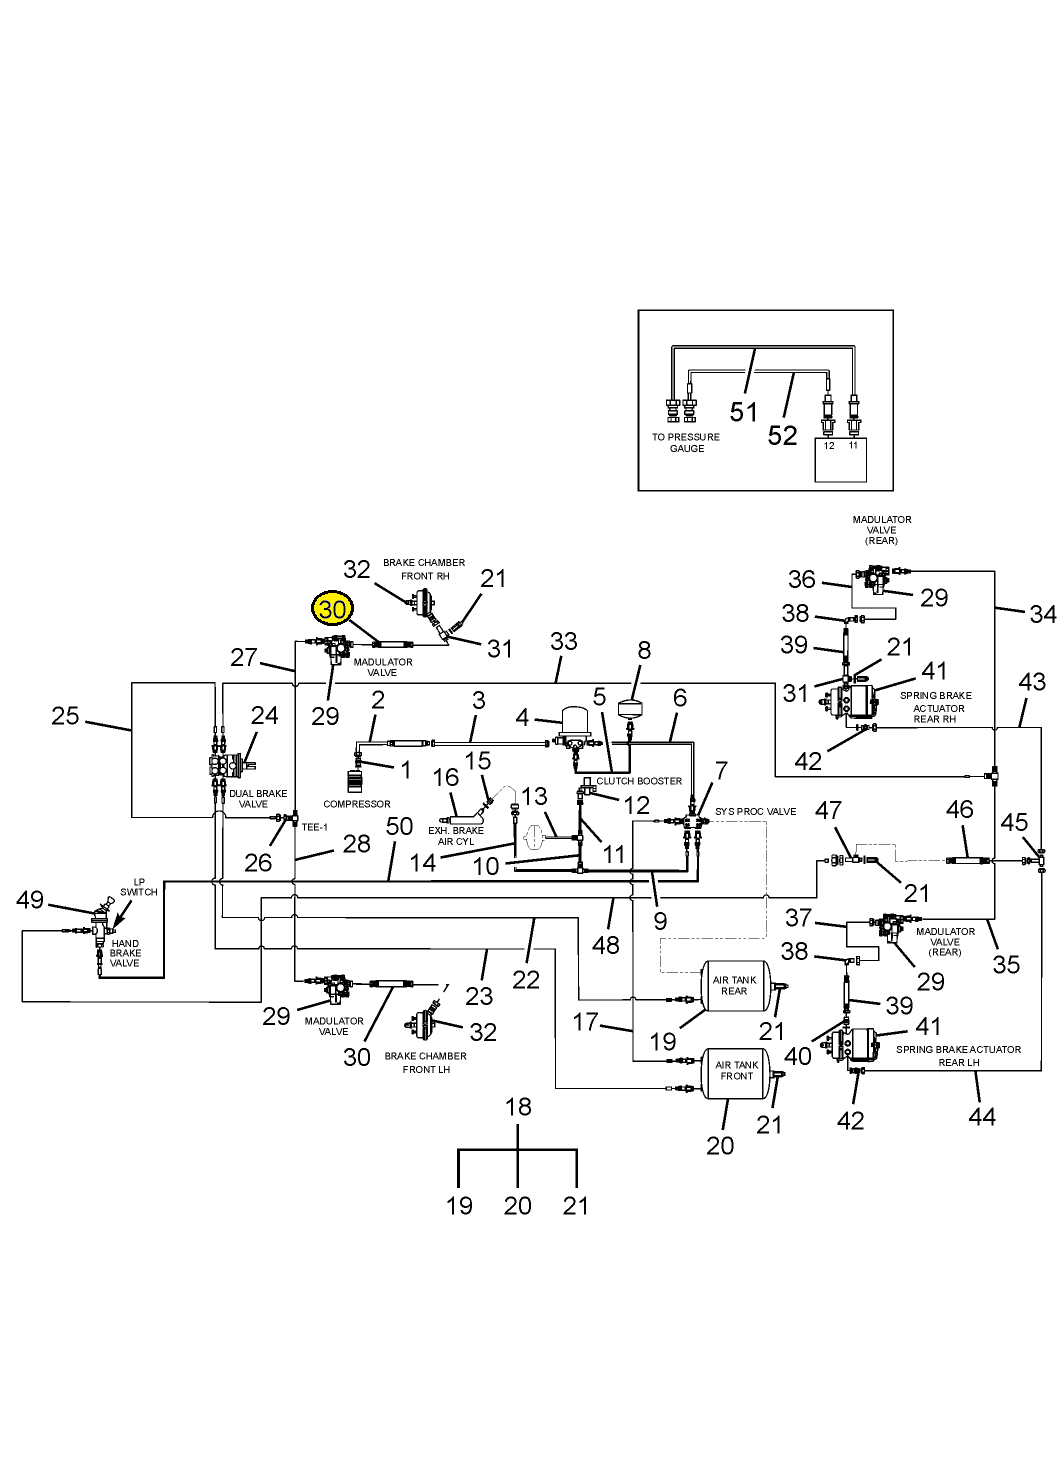 51
52
TO PRESSURE
GAUGE
12
11
MADULATOR
VALVE
(REAR)
BRAKE CHAMBER
FRONT RH
32
21
30
31
MADULATOR
VALVE
29
27
33
8
36
29
34
38
39
21
31
41
SPRING BRAKE
ACTUATOR
REAR RH
43
42
25
24
2
3
4
5
6
7
1
COMPRESSOR
DUAL BRAKE
VALVE
26
TEE-1
28
16
15
EXH. BRAKE
AIR CYL
14
13
CLUTCH BOOSTER
12
11
10
9
SYS PROC VALVE
50
47
46
45
21
48
49
LP
SWITCH
HAND
BRAKE
VALVE
22
23
37
38
MADULATOR
VALVE
(REAR)
29
35
39
40
41
SPRING BRAKE ACTUATOR
REAR LH
42
44
29
MADULATOR
VALVE
30
32
BRAKE CHAMBER
FRONT LH
17
AIR TANK
REAR
19
21
AIR TANK
FRONT
20
21
18
19
20
21